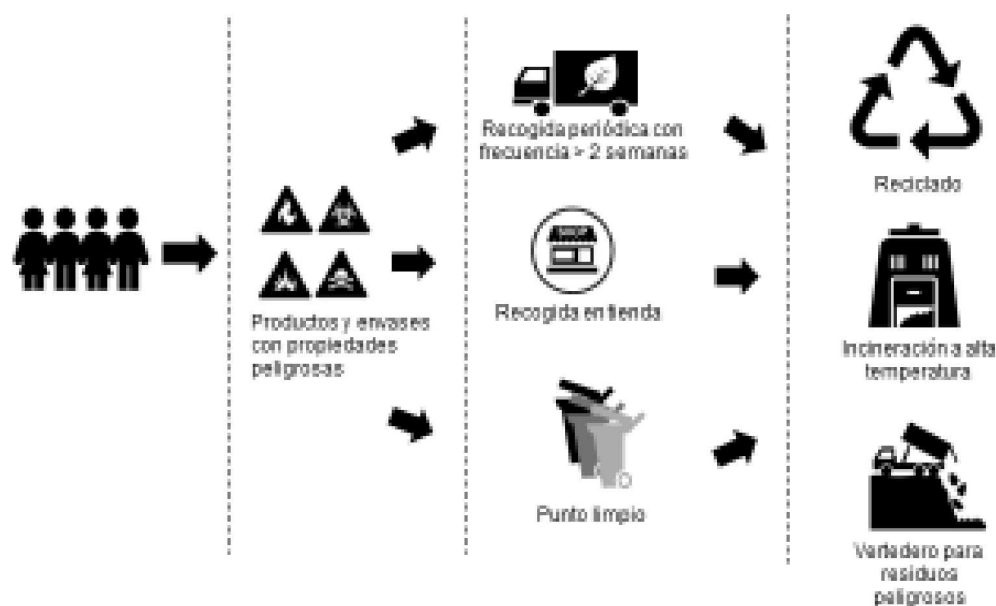 Productos y envases
con propiedades
peligrosas
Recogida periódica con
frecuencia > 2 semanas
SHOP
Recogida en tienda
Punto limpio
Reciclado
Incineración a alta
temperatura
Vertedero para
residuos
peligrosos